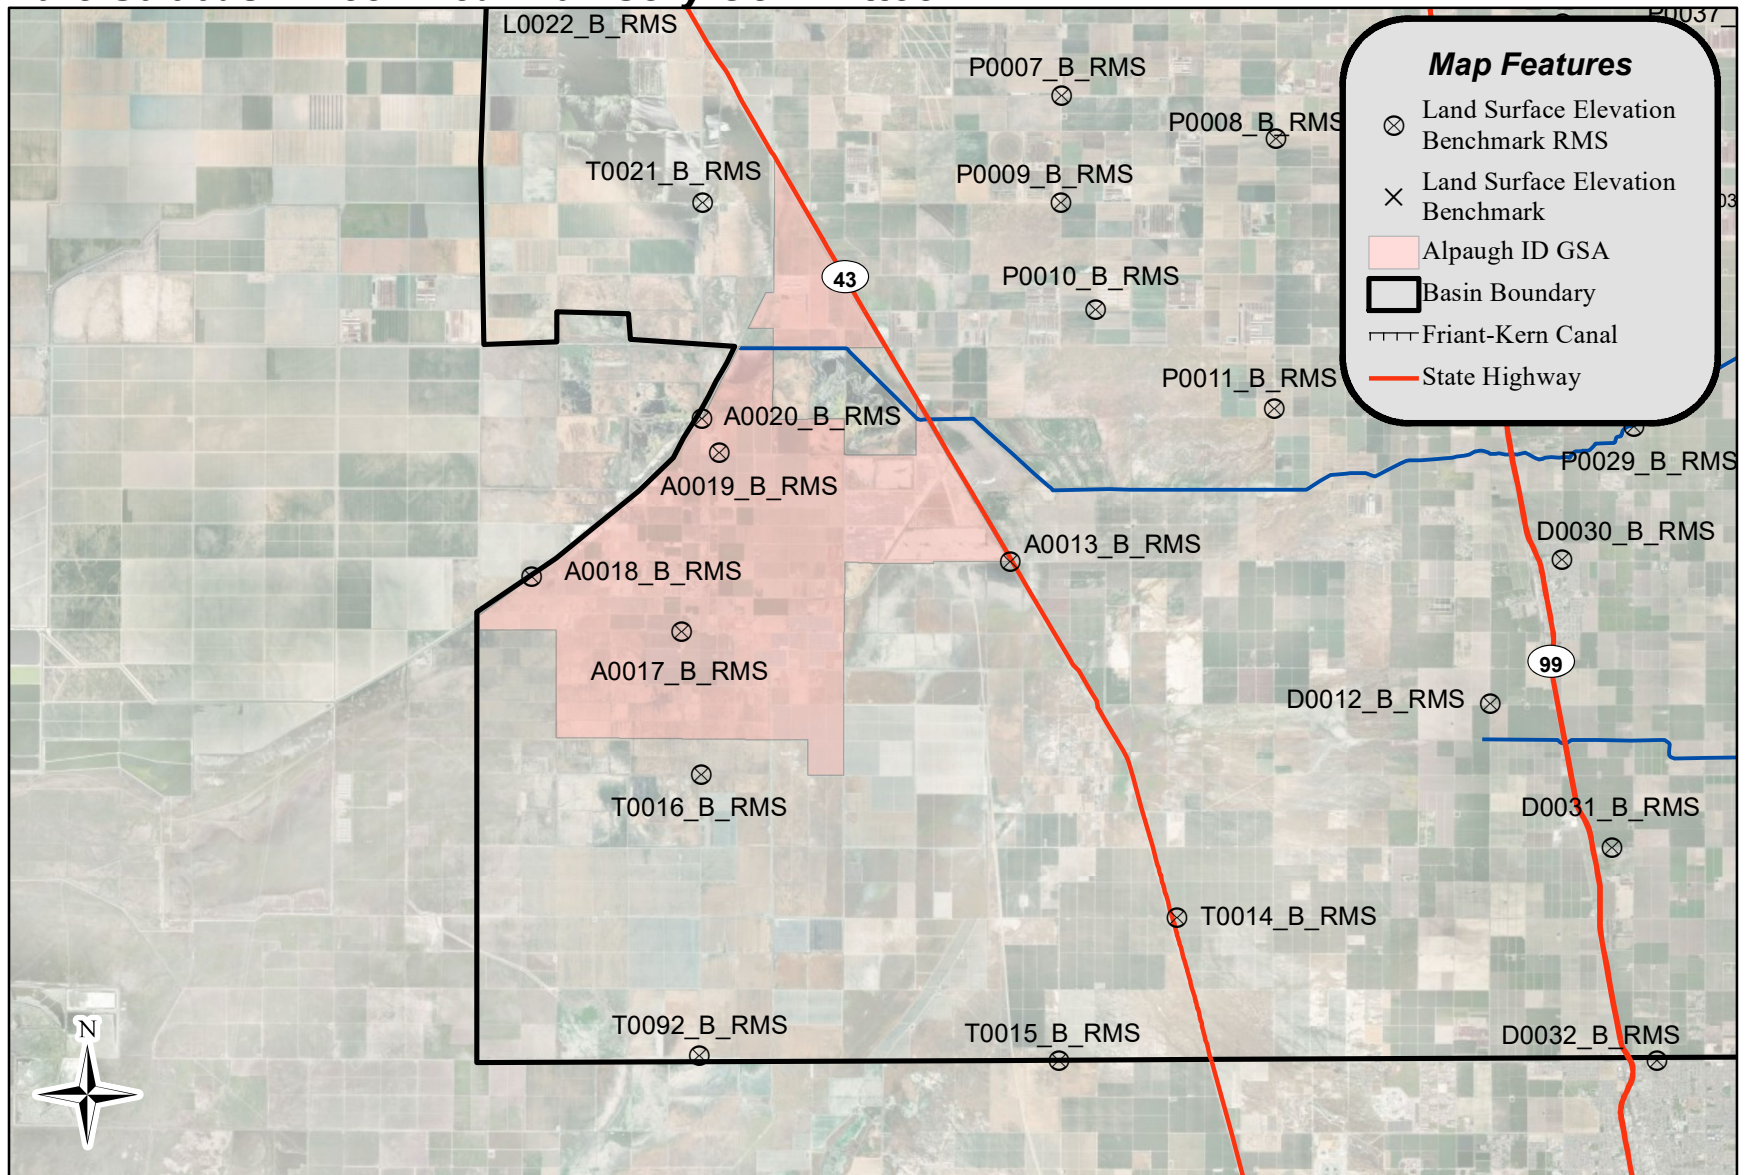 L0022_B_RMS
P0007_B_RMS
P0008_B_RMS
T0021_B_RMS
P0009_B_RMS
43
P0010_B_RMS
P0011_B_RMS
A0020_B_RMS
A0019_B_RMS
P0029_B_RMS
A0013_B_RMS
D0030_B_RMS
A0018_B_RMS
A0017_B_RMS
99
D0012_B_RMS
T0016_B_RMS
D0031_B_RMS
T0014_B_RMS
T0092_B_RMS
T0015_B_RMS
D0032_B_RMS
N
P0037_
Map Features
Land Surface Elevation
Benchmark RMS
Land Surface Elevation
Benchmark
Alpaugh ID GSA
Basin Boundary
Friant-Kern Canal
State Highway